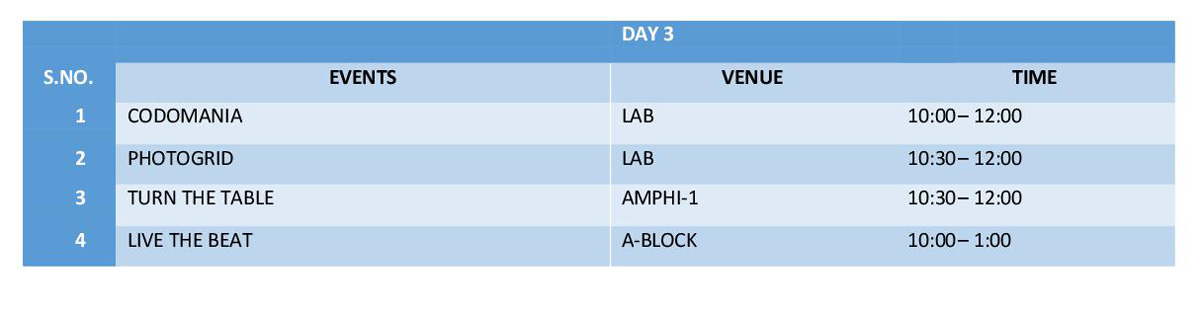 DAY 3
S.NO. EVENTS VENUE TIME
1 CODOMANIA LAB 10:00– 12:00
2 PHOTOGRID LAB 10:30– 12:00
3 TURN THE TABLE AMPHI-1 10:30– 12:00
4 LIVE THE BEAT A-BLOCK 10:00– 1:00